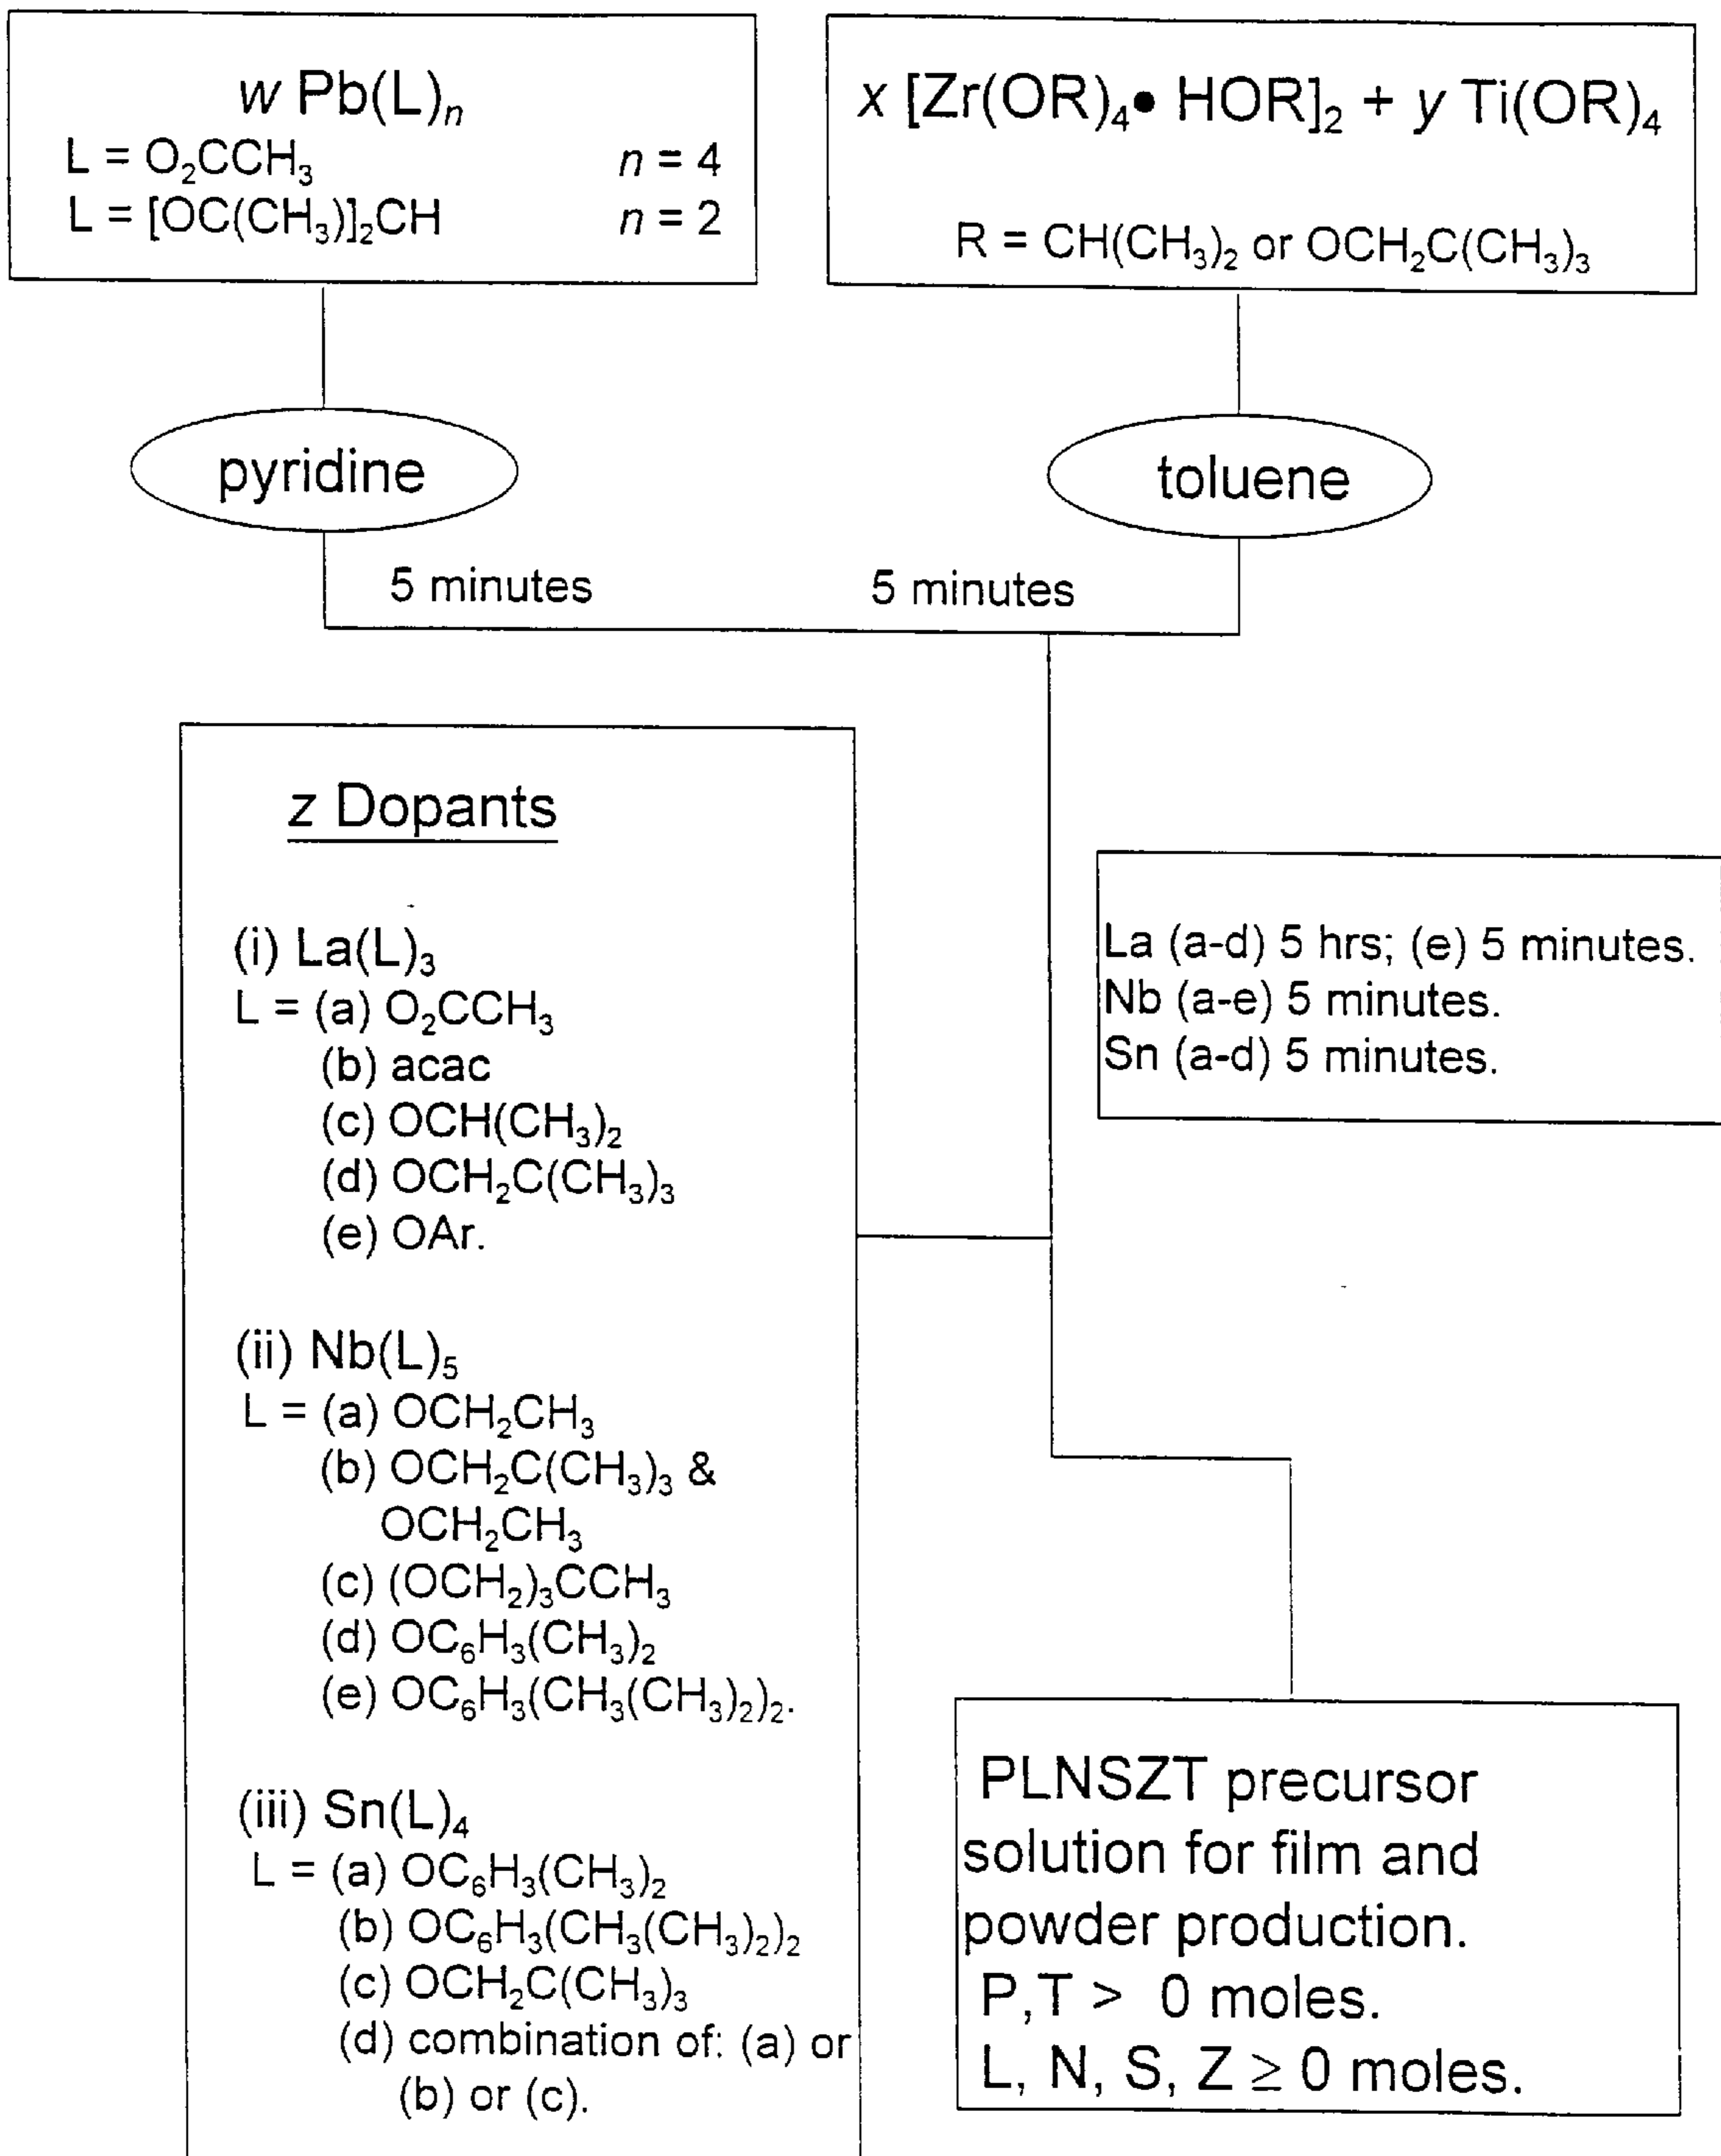 w Pb(L)ₙ
L = O₂CCH₃ n = 4
L = [OC(CH₃)]₂CH n = 2
x [Zr(OR)₄• HOR]₂ + y Ti(OR)₄
R = CH(CH₃)₂ or OCH₂C(CH₃)₃
pyridine
toluene
5 minutes
5 minutes
z Dopants
(i) La(L)₃
L = (a) O₂CCH₃
(b) acac
(c) OCH(CH₃)₂
(d) OCH₂C(CH₃)₃
(e) OAr.
(ii) Nb(L)₅
L = (a) OCH₂CH₃
(b) OCH₂C(CH₃)₃ &
OCH₂CH₃
(c) (OCH₂)₃CCH₃
(d) OC₆H₃(CH₃)₂
(e) OC₆H₃(CH₃(CH₃)₂)₂.
(iii) Sn(L)₄
L = (a) OC₆H₃(CH₃)₂
(b) OC₆H₃(CH₃(CH₃)₂)₂
(c) OCH₂C(CH₃)₃
(d) combination of: (a) or
(b) or (c).
La (a-d) 5 hrs; (e) 5 minutes.
Nb (a-e) 5 minutes.
Sn (a-d) 5 minutes.
PLNSZT precursor
solution for film and
powder production.
P,T > 0 moles.
L, N, S, Z ≥ 0 moles.